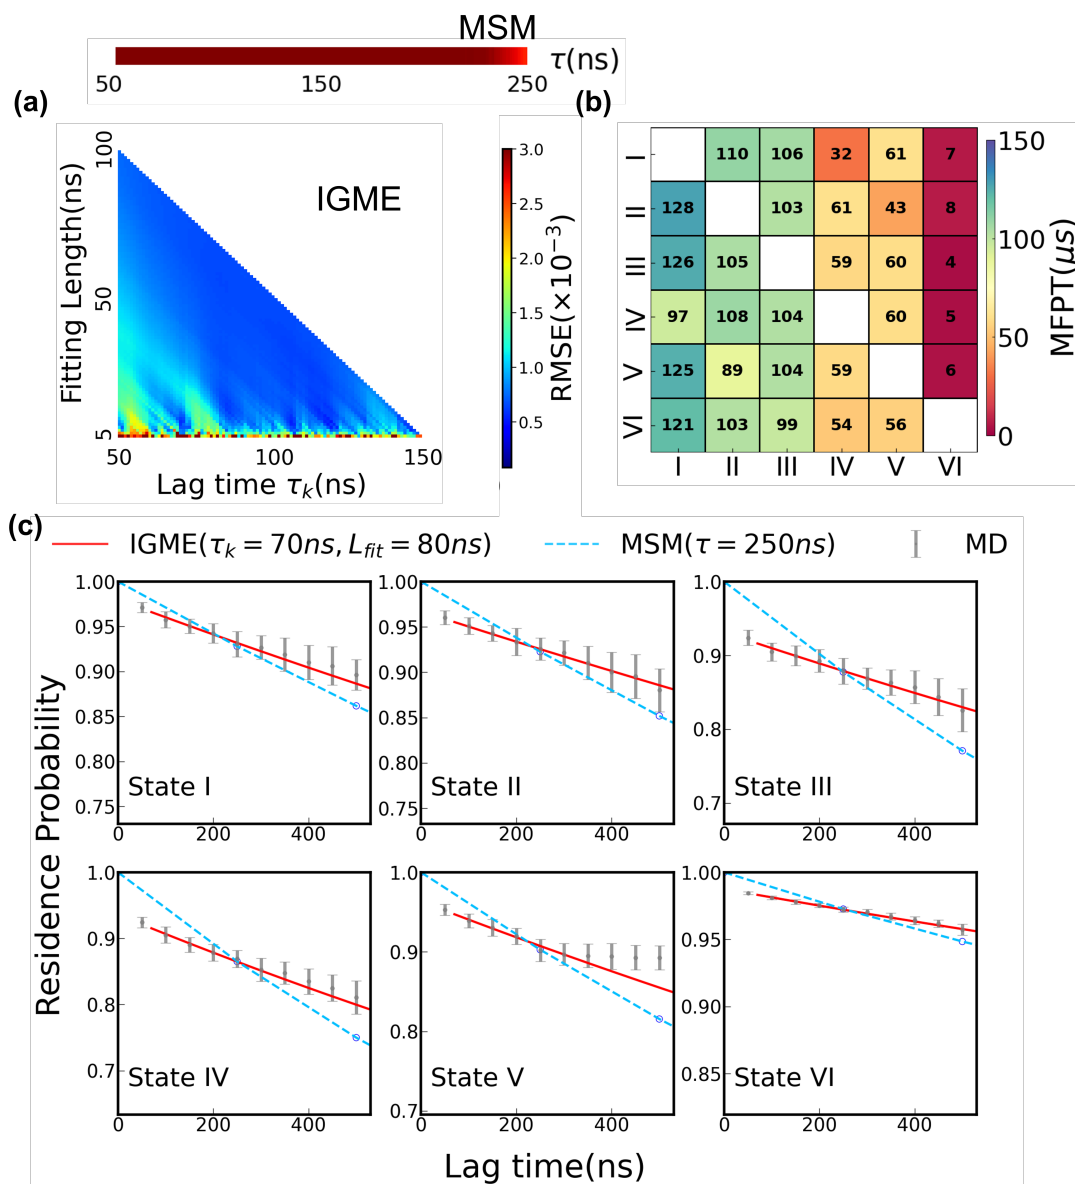 MSM
τ(ns)
50 150 250
(a)
(b)
100
50
5
Fitting Length(ns)
IGME
50 100 150
Lag time τk(ns)
3.0
2.5
2.0
1.5
1.0
0.5
RMSE(×10−3)
I 110 106 32 61 7
II 128 103 61 43 8
III 126 105 59 60 4
IV 97 108 104 60 5
V 125 89 104 59 6
VI 121 103 99 54 56
I II III IV V VI
150
100
50
0
MFPT(μs)
(c)
IGME(τk = 70ns, Lfit = 80ns) MSM(τ = 250ns) MD
Residence Probability
1.00
0.95
0.90
0.85
0.80
0.75
State I
0 200 400
1.00
0.95
0.90
0.85
0.80
State II
0 200 400
1.0
0.9
0.8
0.7
State III
0 200 400
1.0
0.9
0.8
0.7
State IV
0 200 400
1.0
0.9
0.8
0.7
State V
0 200 400
1.00
0.95
0.90
0.85
State VI
0 200 400
Lag time(ns)